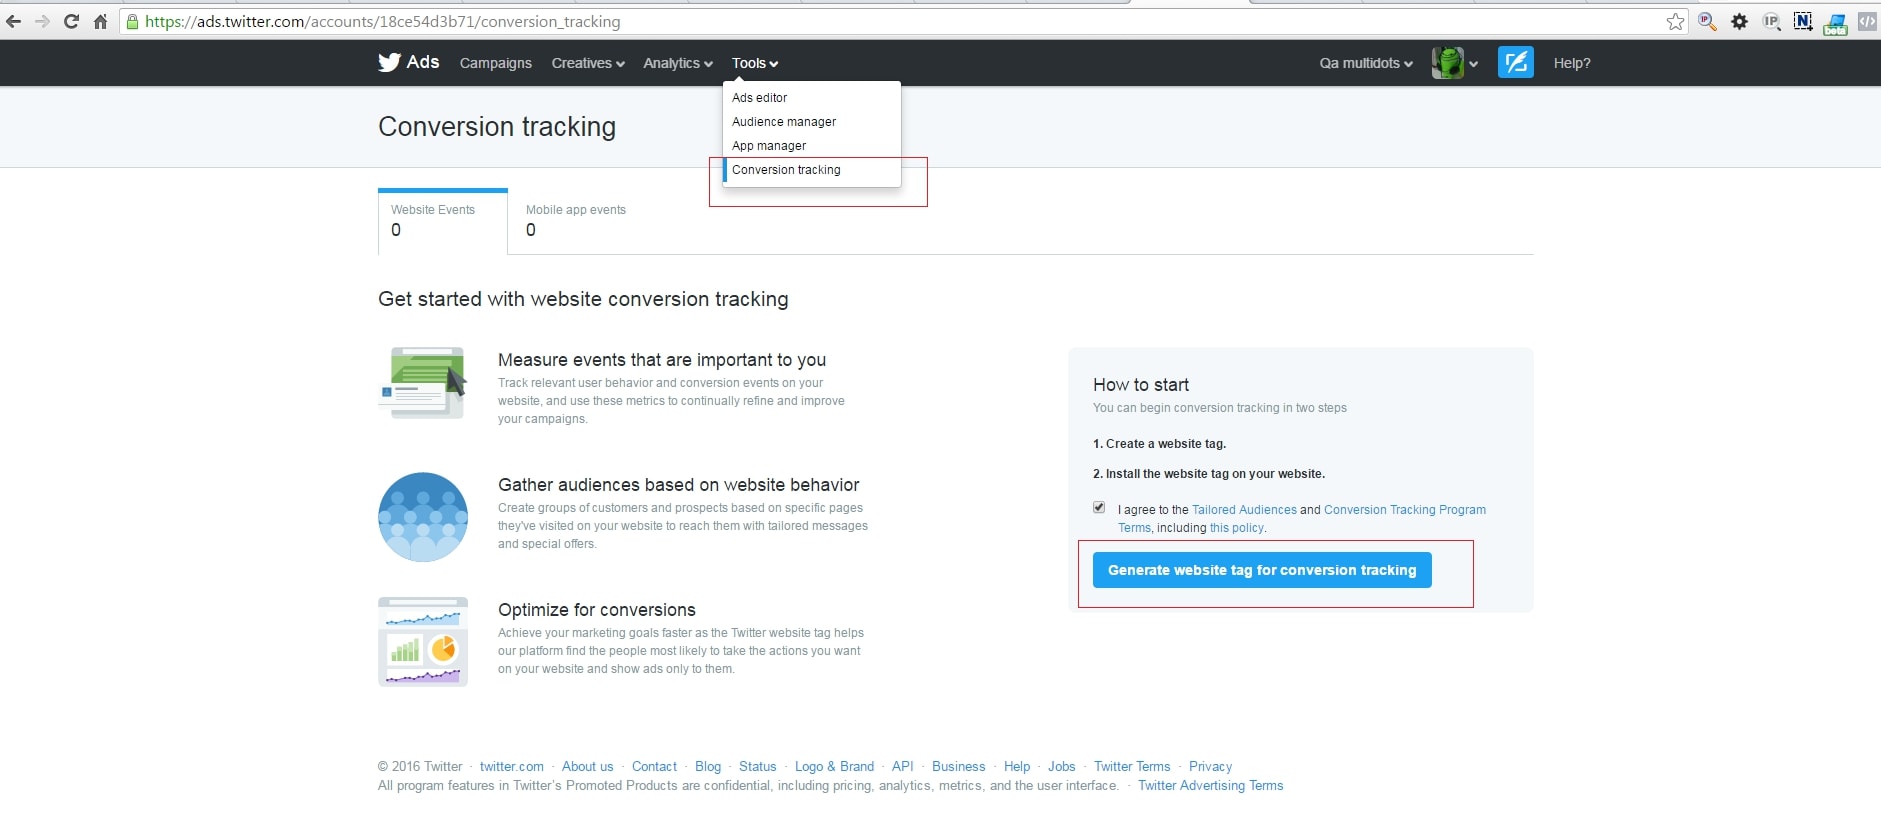 https://ads.twitter.com/accounts/18ce54d3b71/conversion_tracking
IP
IP
N
beta
Ads Campaigns Creatives Analytics Tools Qa multidots Help?
Ads editor
Audience manager
App manager
Conversion tracking
Conversion tracking
Website Events
0
Mobile app events
0
Get started with website conversion tracking
Measure events that are important to you
Track relevant user behavior and conversion events on your
website, and use these metrics to continually refine and improve
your campaigns.
Gather audiences based on website behavior
Create groups of customers and prospects based on specific pages
they've visited on your website to reach them with tailored messages
and special offers.
Optimize for conversions
Achieve your marketing goals faster as the Twitter website tag helps
our platform find the people most likely to take the actions you want
on your website and show ads only to them.
How to start
You can begin conversion tracking in two steps
1. Create a website tag.
2. Install the website tag on your website.
I agree to the Tailored Audiences and Conversion Tracking Program
Terms, including this policy.
Generate website tag for conversion tracking
© 2016 Twitter · twitter.com · About us · Contact · Blog · Status · Logo & Brand · API · Business · Help · Jobs · Twitter Terms · Privacy
All program features in Twitter's Promoted Products are confidential, including pricing, analytics, metrics, and the user interface. · Twitter Advertising Terms